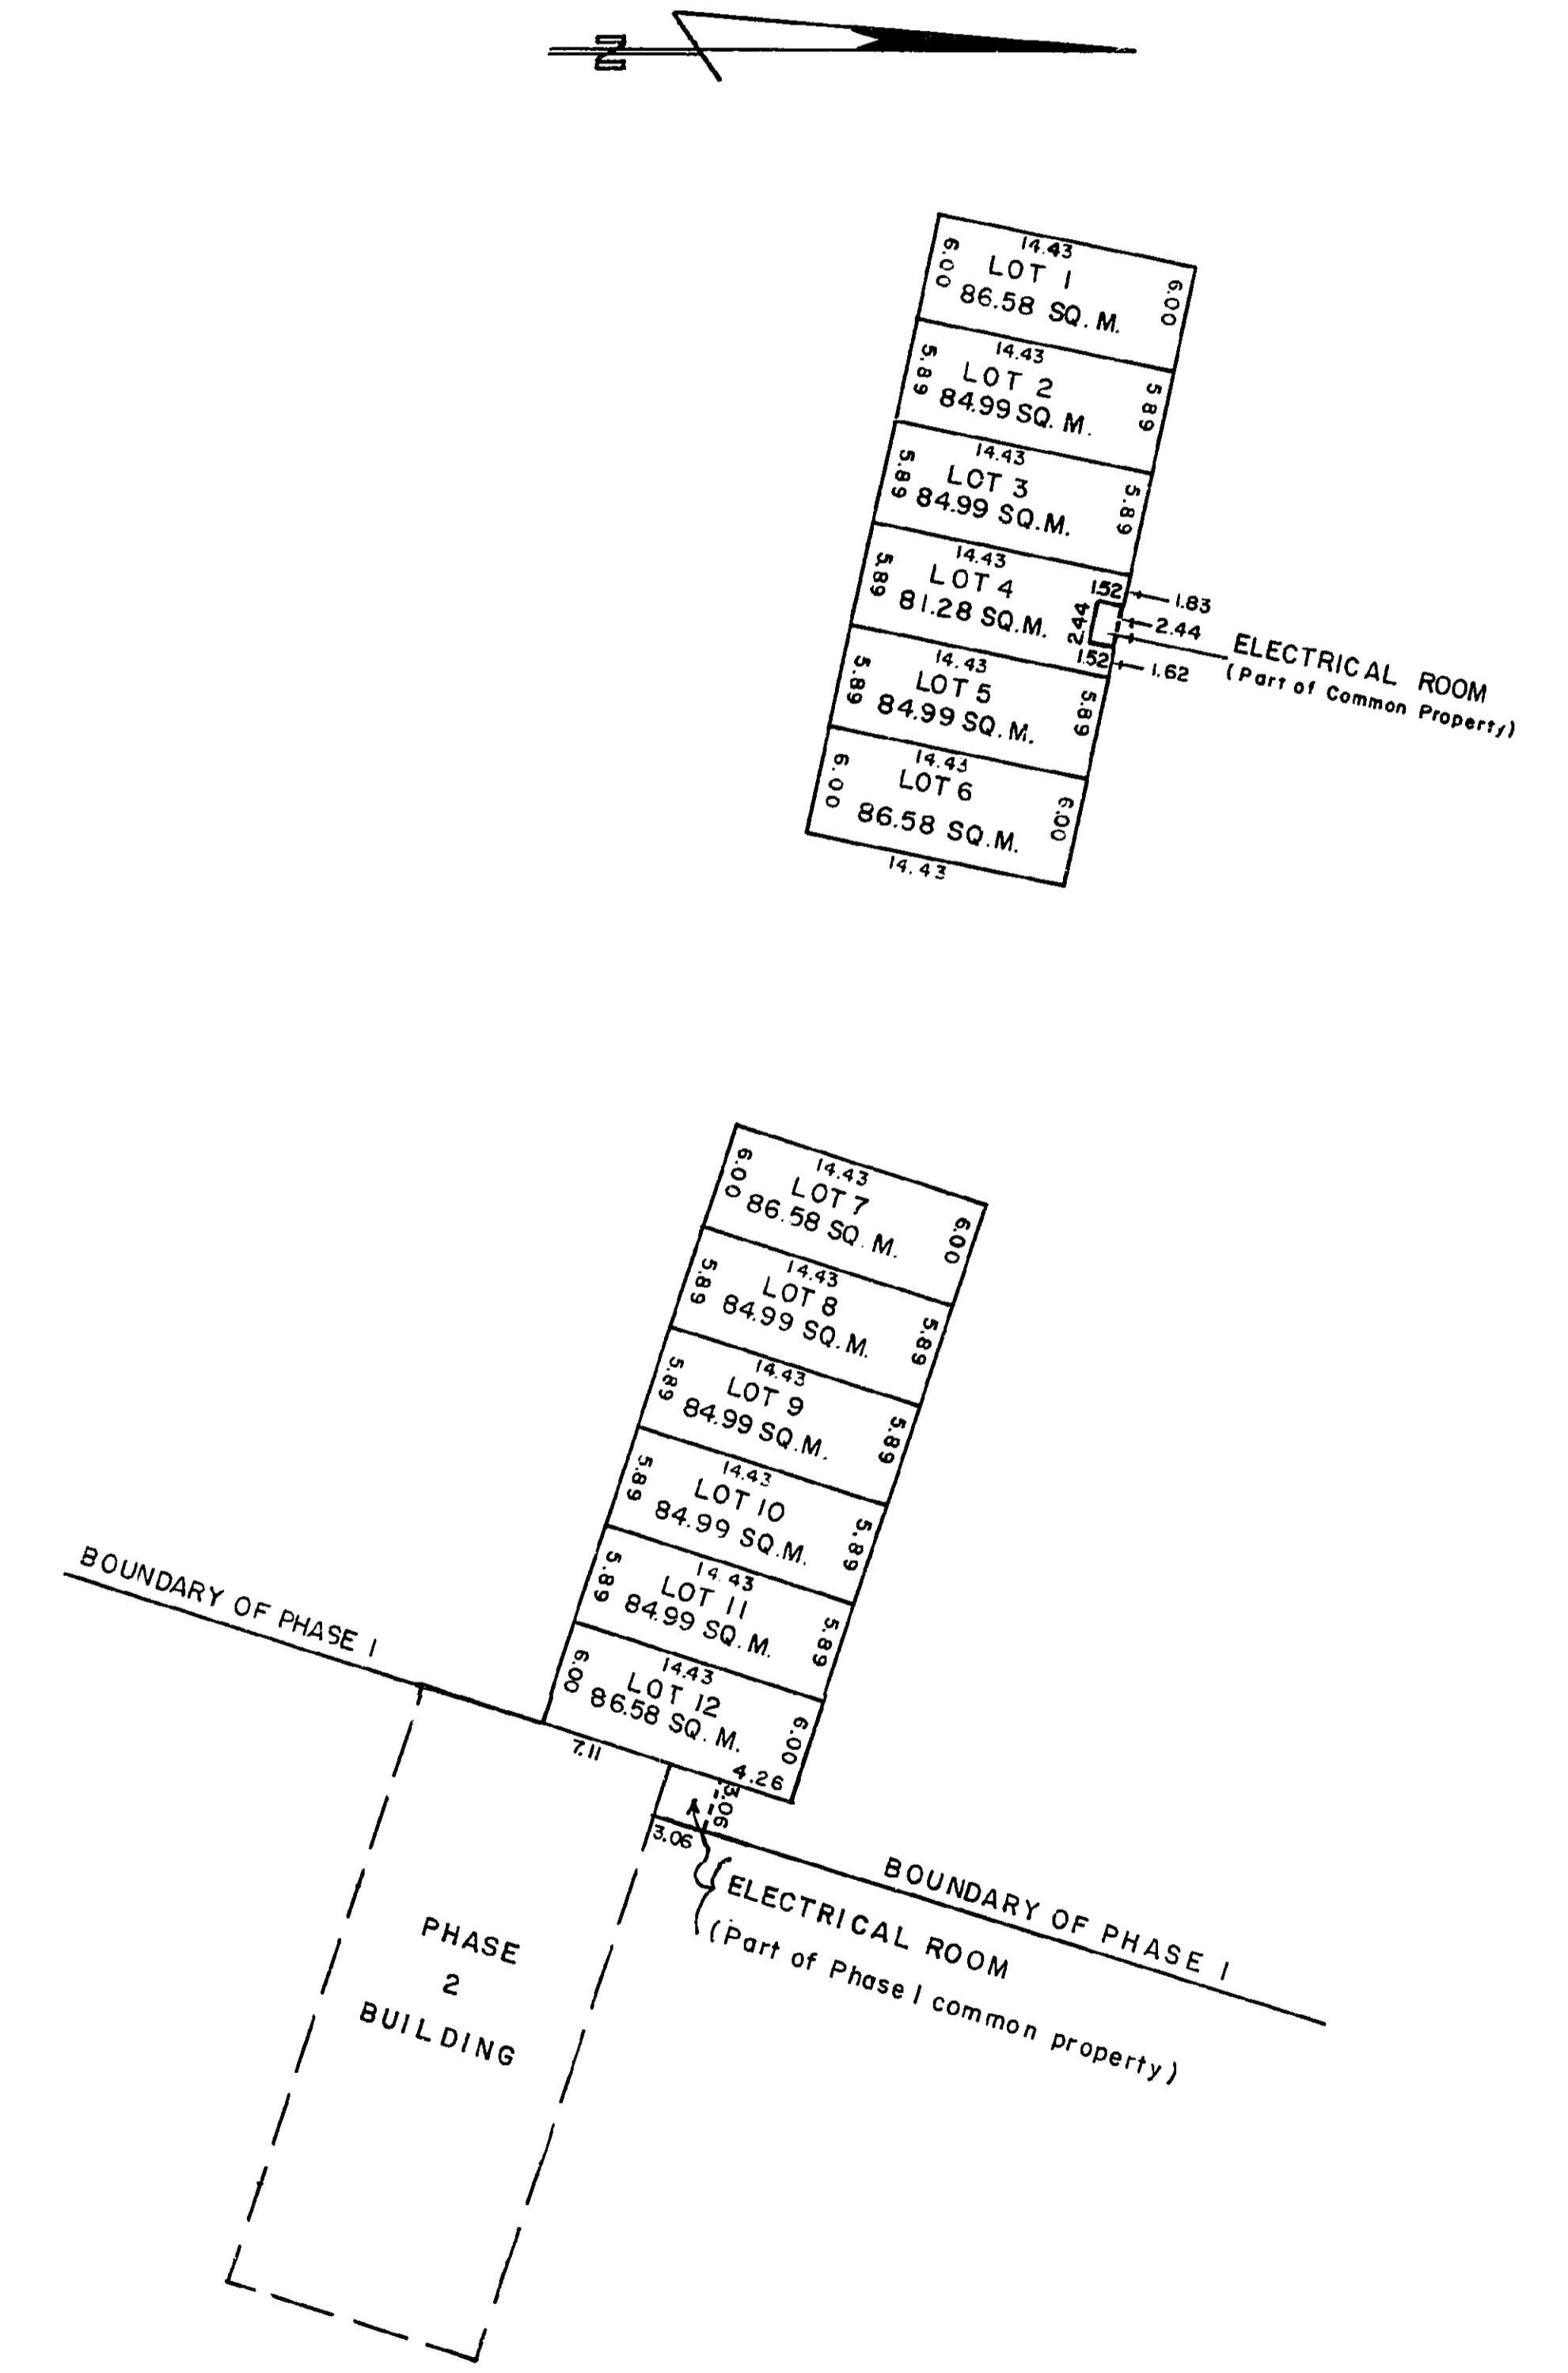 N
14.43
6.00
LOT 1
6.00
86.58 SQ. M.
14.43
5.89
LOT 2
5.89
84.99 SQ. M.
14.43
5.89
LOT 3
5.89
84.99 SQ.M.
14.43
5.89
LOT 4
1.52
1.83
81.28 SQ.M.
2.44
2.44
1.52
1.62
ELECTRICAL ROOM
(Part of Common Property)
14.43
5.89
LOT 5
5.89
84.99 SQ. M.
14.43
6.00
LOT 6
6.00
86.58 SQ.M.
14.43
14.43
6.00
LOT 7
6.00
86.58 SQ. M.
14.43
5.89
LOT 8
5.89
84.99 SQ.M.
14.43
5.89
LOT 9
5.89
84.99 SQ.M.
14.43
5.89
LOT 10
5.89
84.99 SQ.M.
14.43
5.89
LOT 11
5.89
84.99 SQ.M.
14.43
6.00
LOT 12
6.00
86.58 SQ. M.
BOUNDARY OF PHASE 1
7.11
4.26
3.06
3.06
BOUNDARY OF PHASE 1
ELECTRICAL ROOM
(Part of Phase 1 common property)
PHASE
2
BUILDING